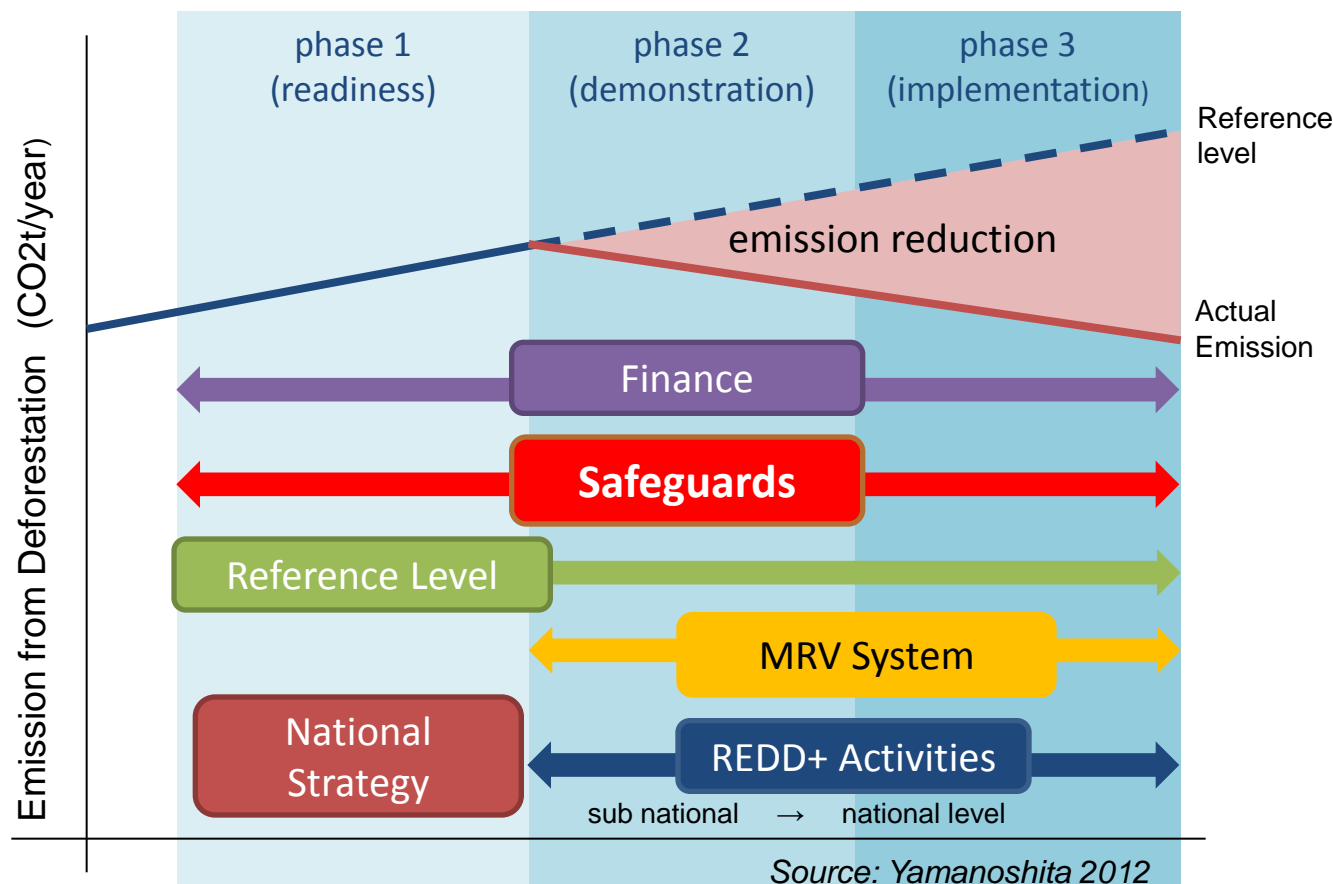 phase 1
(readiness)
phase 2
(demonstration)
phase 3
(implementation)
Reference
level
emission reduction
Actual
Emission
Emission from Deforestation (CO2t/year)
Finance
Safeguards
Reference Level
MRV System
National
Strategy
REDD+ Activities
sub national → national level
Source: Yamanoshita 2012